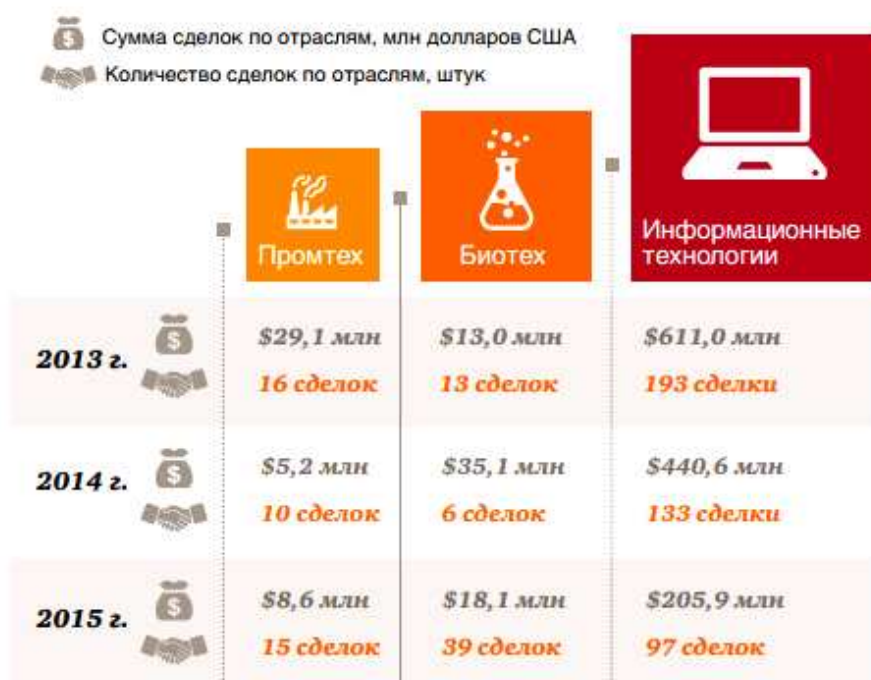 Сумма сделок по отраслям, млн долларов США
Количество сделок по отраслям, штук
Промтех
Биотех
Информационные
технологии
2013 г.
$29,1 млн
$13,0 млн
$611,0 млн
16 сделок
13 сделок
193 сделки
2014 г.
$5,2 млн
$35,1 млн
$440,6 млн
10 сделок
6 сделок
133 сделки
2015 г.
$8,6 млн
$18,1 млн
$205,9 млн
15 сделок
39 сделок
97 сделок